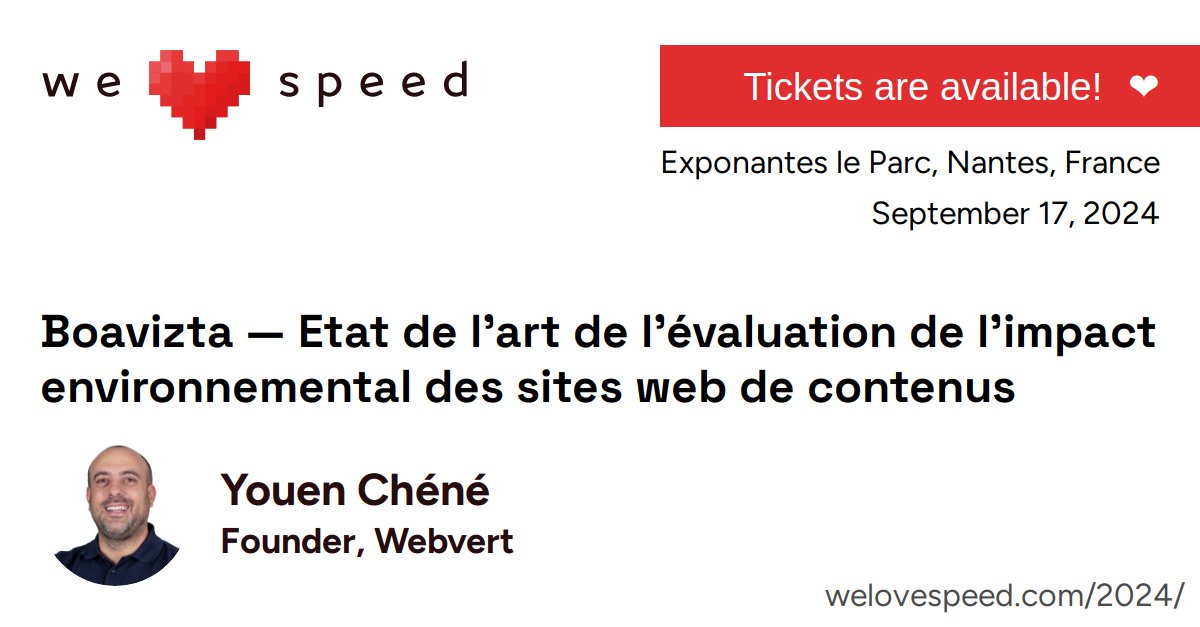 we speed
Tickets are available! ❤
Exponantes le Parc, Nantes, France
September 17, 2024
Boavizta — Etat de l’art de l’évaluation de l’impact
environnemental des sites web de contenus
Youen Chéné
Founder, Webvert
welovespeed.com/2024/